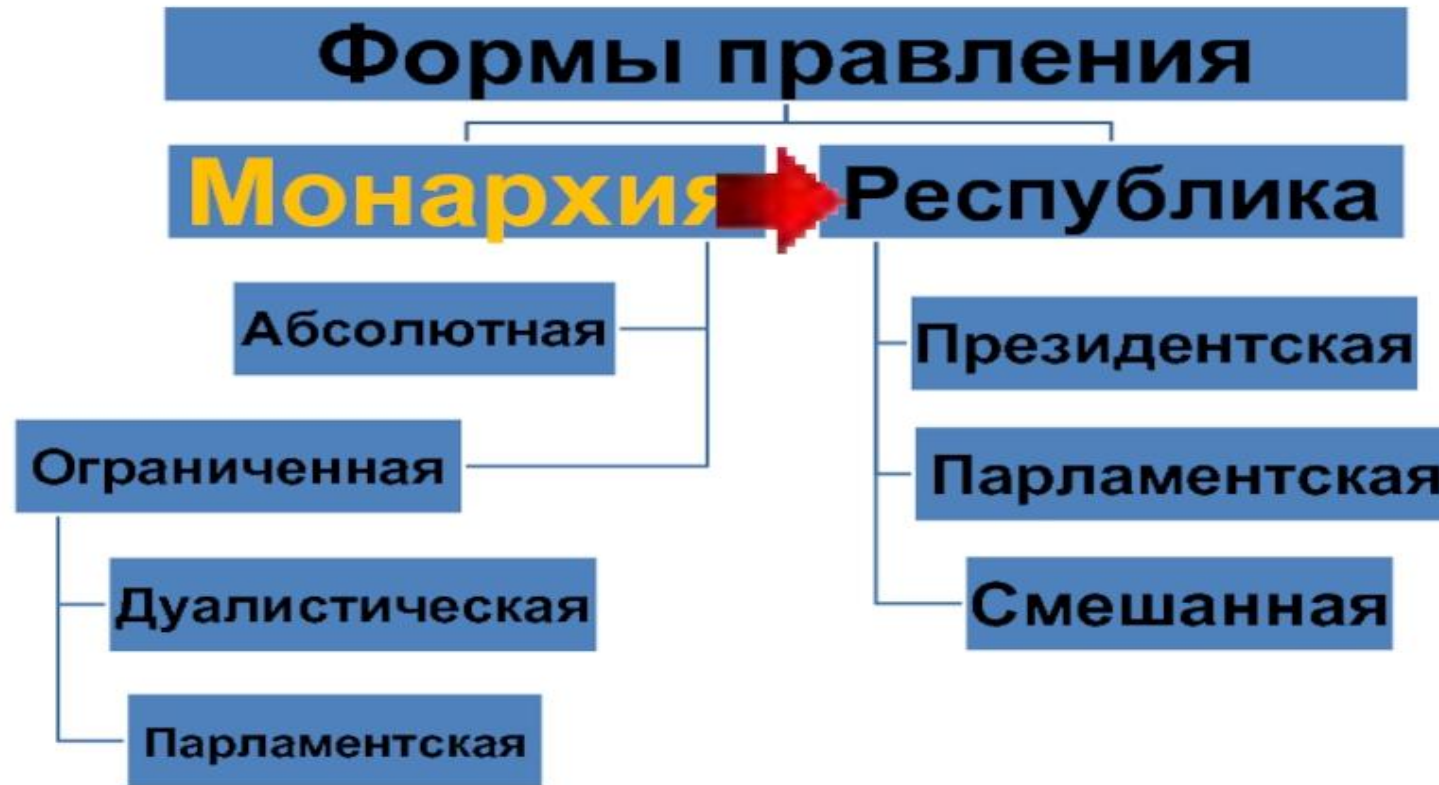 Формы правления
Монархия
Республика
Абсолютная
Президентская
Ограниченная
Парламентская
Дуалистическая
Смешанная
Парламентская